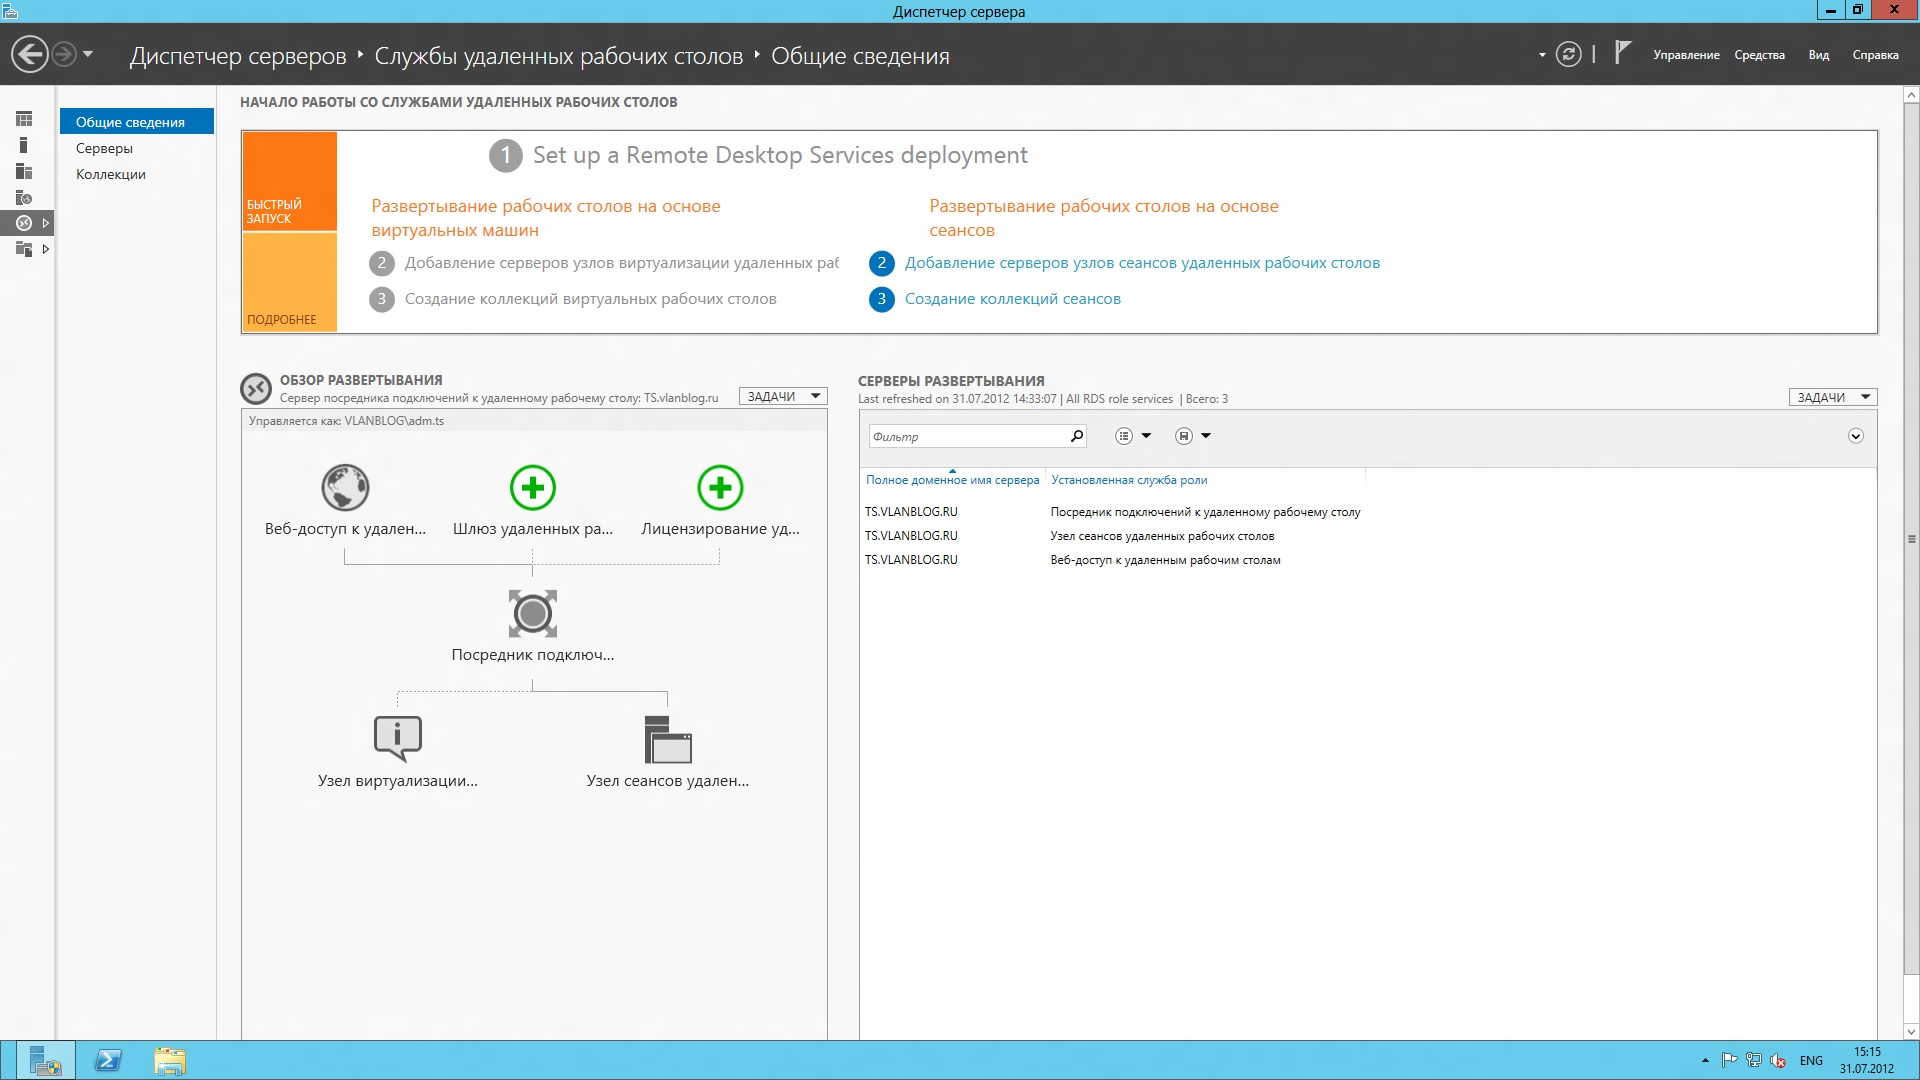 Диспетчер сервера
Диспетчер серверов ‣ Службы удаленных рабочих столов ‣ Общие сведения
Управление Средства Вид Справка
Общие сведения
Серверы
Коллекции
НАЧАЛО РАБОТЫ СО СЛУЖБАМИ УДАЛЕННЫХ РАБОЧИХ СТОЛОВ
БЫСТРЫЙ
ЗАПУСК
ПОДРОБНЕЕ
1 Set up a Remote Desktop Services deployment
Развертывание рабочих столов на основе
виртуальных машин
2 Добавление серверов узлов виртуализации удаленных раб
3 Создание коллекций виртуальных рабочих столов
Развертывание рабочих столов на основе
сеансов
2 Добавление серверов узлов сеансов удаленных рабочих столов
3 Создание коллекций сеансов
ОБЗОР РАЗВЕРТЫВАНИЯ
Сервер посредника подключений к удаленному рабочему столу: TS.vlanblog.ru
ЗАДАЧИ
Управляется как: VLANBLOG\adm.ts
Веб-доступ к удален...
Шлюз удаленных ра...
Лицензирование уд...
Посредник подключ...
Узел виртуализации...
Узел сеансов удален...
СЕРВЕРЫ РАЗВЕРТЫВАНИЯ
Last refreshed on 31.07.2012 14:33:07 | All RDS role services | Всего: 3
ЗАДАЧИ
Фильтр
Полное доменное имя сервера Установленная служба роли
TS.VLANBLOG.RU Посредник подключений к удаленному рабочему столу
TS.VLANBLOG.RU Узел сеансов удаленных рабочих столов
TS.VLANBLOG.RU Веб-доступ к удаленным рабочим столам
ENG
15:15
31.07.2012